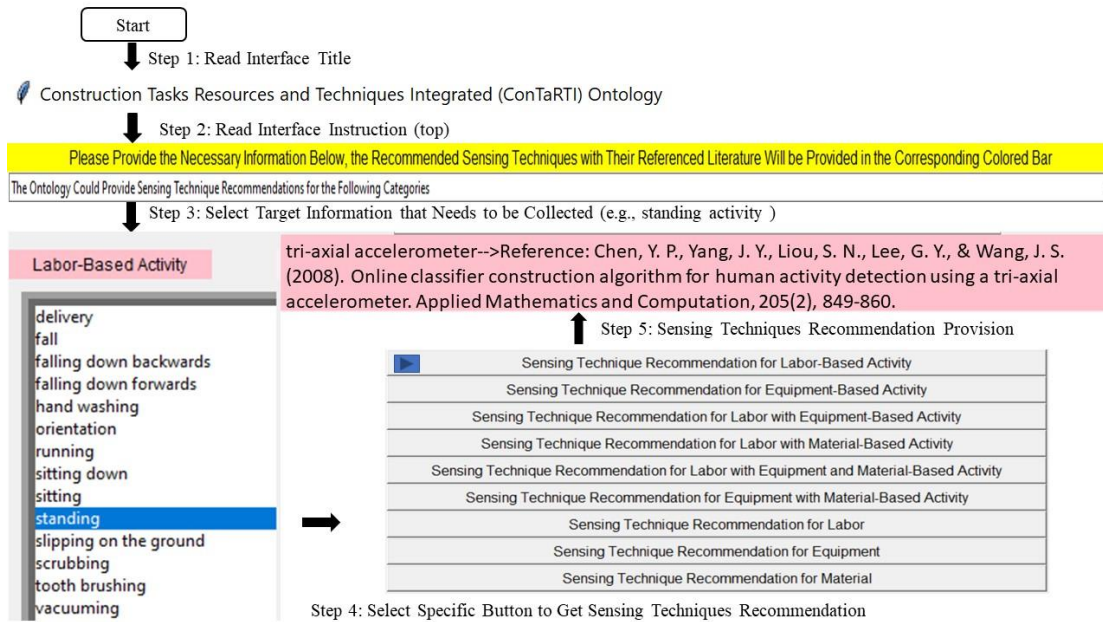 Start
Step 1: Read Interface Title
Construction Tasks Resources and Techniques Integrated (ConTaRTI) Ontology
Step 2: Read Interface Instruction (top)
Please Provide the Necessary Information Below, the Recommended Sensing Techniques with Their Referenced Literature Will be Provided in the Corresponding Colored Bar
The Ontology Could Provide Sensing Technique Recommendations for the Following Categories
Step 3: Select Target Information that Needs to be Collected (e.g., standing activity )
Labor-Based Activity
delivery
fall
falling down backwards
falling down forwards
hand washing
orientation
running
sitting down
sitting
standing
slipping on the ground
scrubbing
tooth brushing
vacuuming
tri-axial accelerometer-->Reference: Chen, Y. P., Yang, J. Y., Liou, S. N., Lee, G. Y., & Wang, J. S.
(2008). Online classifier construction algorithm for human activity detection using a tri-axial
accelerometer. Applied Mathematics and Computation, 205(2), 849-860.
Step 5: Sensing Techniques Recommendation Provision
Sensing Technique Recommendation for Labor-Based Activity
Sensing Technique Recommendation for Equipment-Based Activity
Sensing Technique Recommendation for Labor with Equipment-Based Activity
Sensing Technique Recommendation for Labor with Material-Based Activity
Sensing Technique Recommendation for Labor with Equipment and Material-Based Activity
Sensing Technique Recommendation for Equipment with Material-Based Activity
Sensing Technique Recommendation for Labor
Sensing Technique Recommendation for Equipment
Sensing Technique Recommendation for Material
Step 4: Select Specific Button to Get Sensing Techniques Recommendation